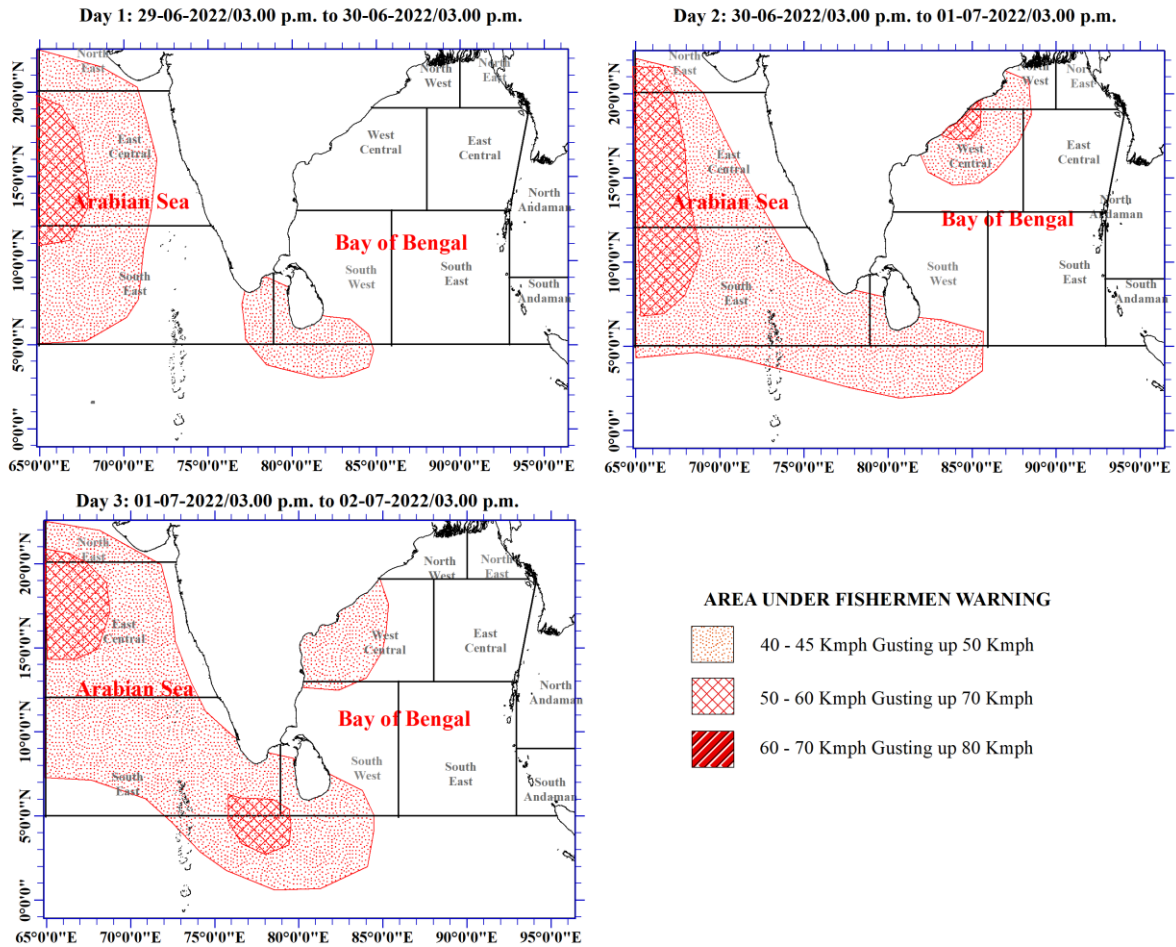 Day 1: 29-06-2022/03.00 p.m. to 30-06-2022/03.00 p.m.
North
East
North
West
North
East
West
Central
East
Central
East
Central
North
Andaman
Arabian Sea
Bay of Bengal
South
East
South
West
South
East
South
Andaman
20°0'0"N
15°0'0"N
10°0'0"N
5°0'0"N
0°0'0"
65°0'0"E 70°0'0"E 75°0'0"E 80°0'0"E 85°0'0"E 90°0'0"E 95°0'0"E
Day 2: 30-06-2022/03.00 p.m. to 01-07-2022/03.00 p.m.
North
East
North
West
North
East
East
Central
West
Central
East
Central
North
Andaman
Arabian Sea
Bay of Bengal
South
East
South
West
South
East
South
Andaman
20°0'0"N
15°0'0"N
10°0'0"N
5°0'0"N
0°0'0"
65°0'0"E 70°0'0"E 75°0'0"E 80°0'0"E 85°0'0"E 90°0'0"E 95°0'0"E
Day 3: 01-07-2022/03.00 p.m. to 02-07-2022/03.00 p.m.
North
East
North
West
North
East
East
Central
West
Central
East
Central
North
Andaman
Arabian Sea
Bay of Bengal
South
East
South
West
South
East
South
Andaman
20°0'0"N
15°0'0"N
10°0'0"N
5°0'0"N
0°0'0"
65°0'0"E 70°0'0"E 75°0'0"E 80°0'0"E 85°0'0"E 90°0'0"E 95°0'0"E
AREA UNDER FISHERMEN WARNING
40 - 45 Kmph Gusting up 50 Kmph
50 - 60 Kmph Gusting up 70 Kmph
60 - 70 Kmph Gusting up 80 Kmph